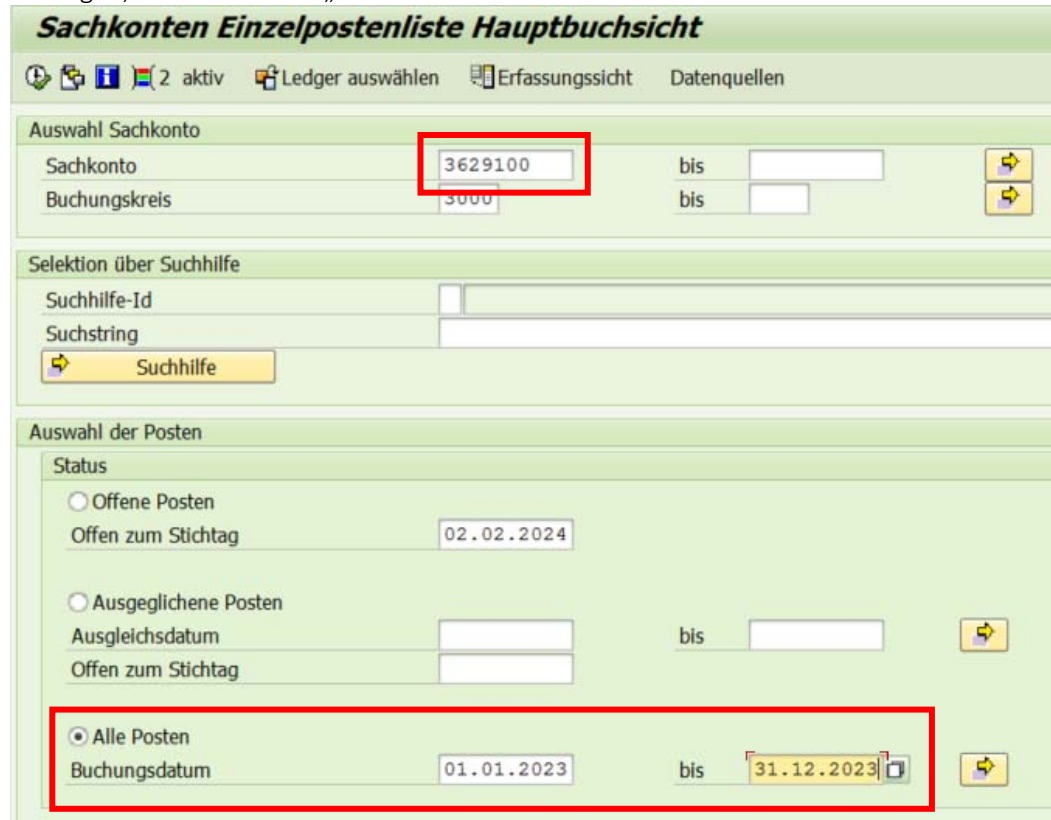 Sachkonten Einzelpostenliste Hauptbuchsicht
2 aktiv Ledger auswählen Erfassungssicht Datenquellen
Auswahl Sachkonto
Sachkonto 3629100 bis
Buchungskreis 3000 bis
Selektion über Suchhilfe
Suchhilfe-Id
Suchstring
Suchhilfe
Auswahl der Posten
Status
Offene Posten
Offen zum Stichtag 02.02.2024
Ausgeglichene Posten
Ausgleichsdatum bis
Offen zum Stichtag
Alle Posten
Buchungsdatum 01.01.2023 bis 31.12.2023